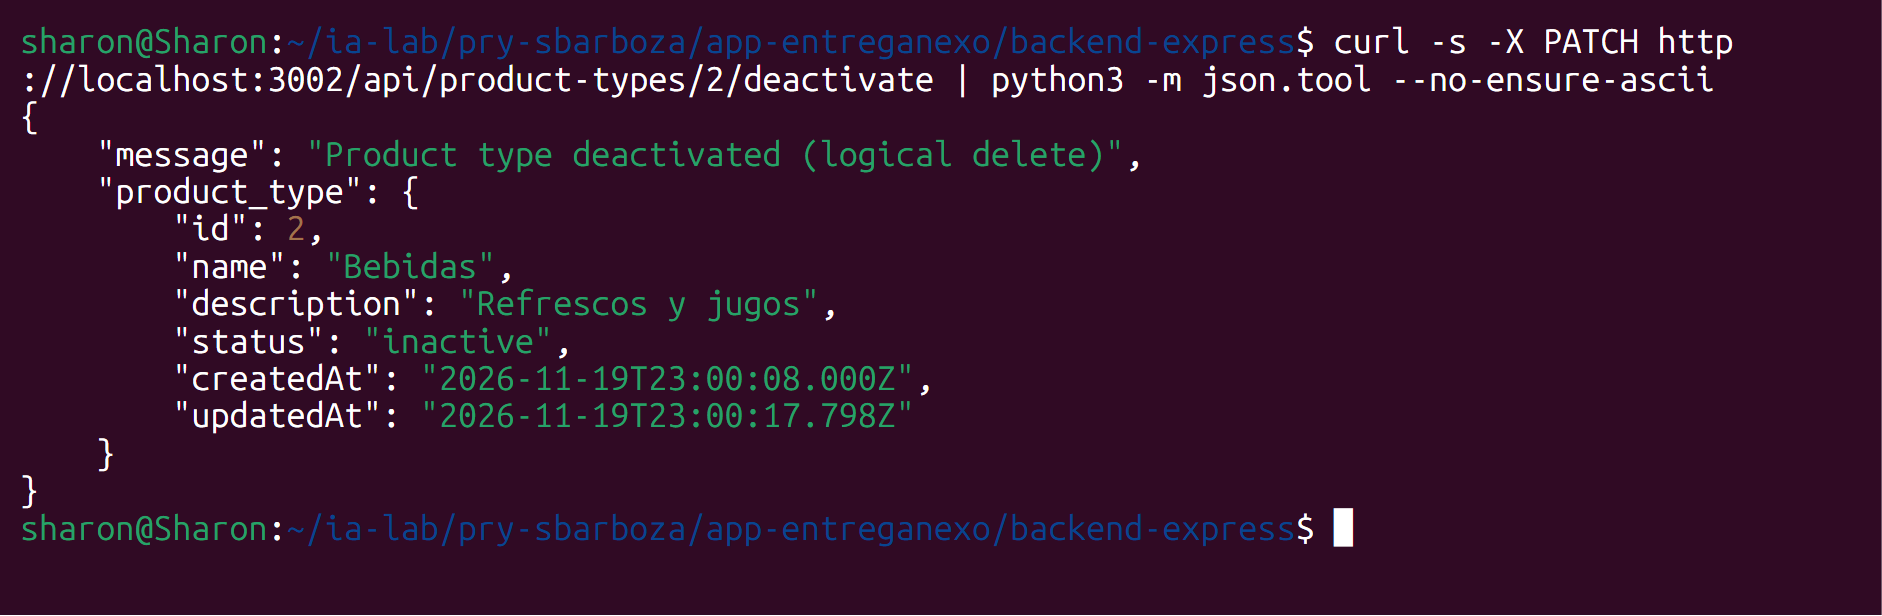 sharon@Sharon:~/ia-lab/pry-sbarboza/app-entreganexo/backend-express$ curl -s -X PATCH http
://localhost:3002/api/product-types/2/deactivate | python3 -m json.tool --no-ensure-ascii
{
    "message": "Product type deactivated (logical delete)",
    "product_type": {
        "id": 2,
        "name": "Bebidas",
        "description": "Refrescos y jugos",
        "status": "inactive",
        "createdAt": "2026-11-19T23:00:08.000Z",
        "updatedAt": "2026-11-19T23:00:17.798Z"
    }
}
sharon@Sharon:~/ia-lab/pry-sbarboza/app-entreganexo/backend-express$